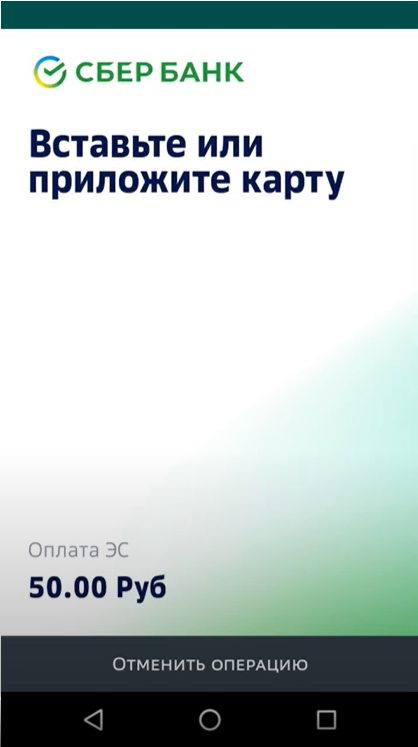 СБЕР БАНК
Вставьте или
приложите карту
Оплата ЭС
50.00 Руб
Отменить операцию